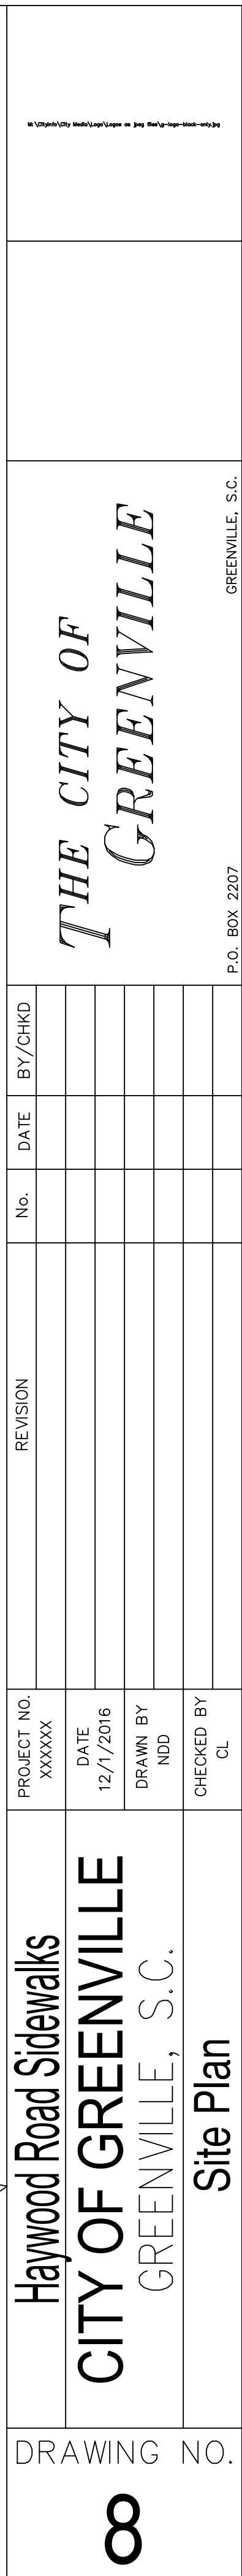 M:\CityInfo\City Media\Logo\Logos as jpeg files\g-logo-black-only.jpg
THE CITY OF
GREENVILLE
P.O. BOX 2207
GREENVILLE, S.C.
REVISION
No.
DATE
BY/CHKD
PROJECT NO.
XXXXXX
DATE
12/1/2016
DRAWN BY
NDD
CHECKED BY
CL
Haywood Road Sidewalks
CITY OF GREENVILLE
GREENVILLE, S.C.
Site Plan
DRAWING NO.
8